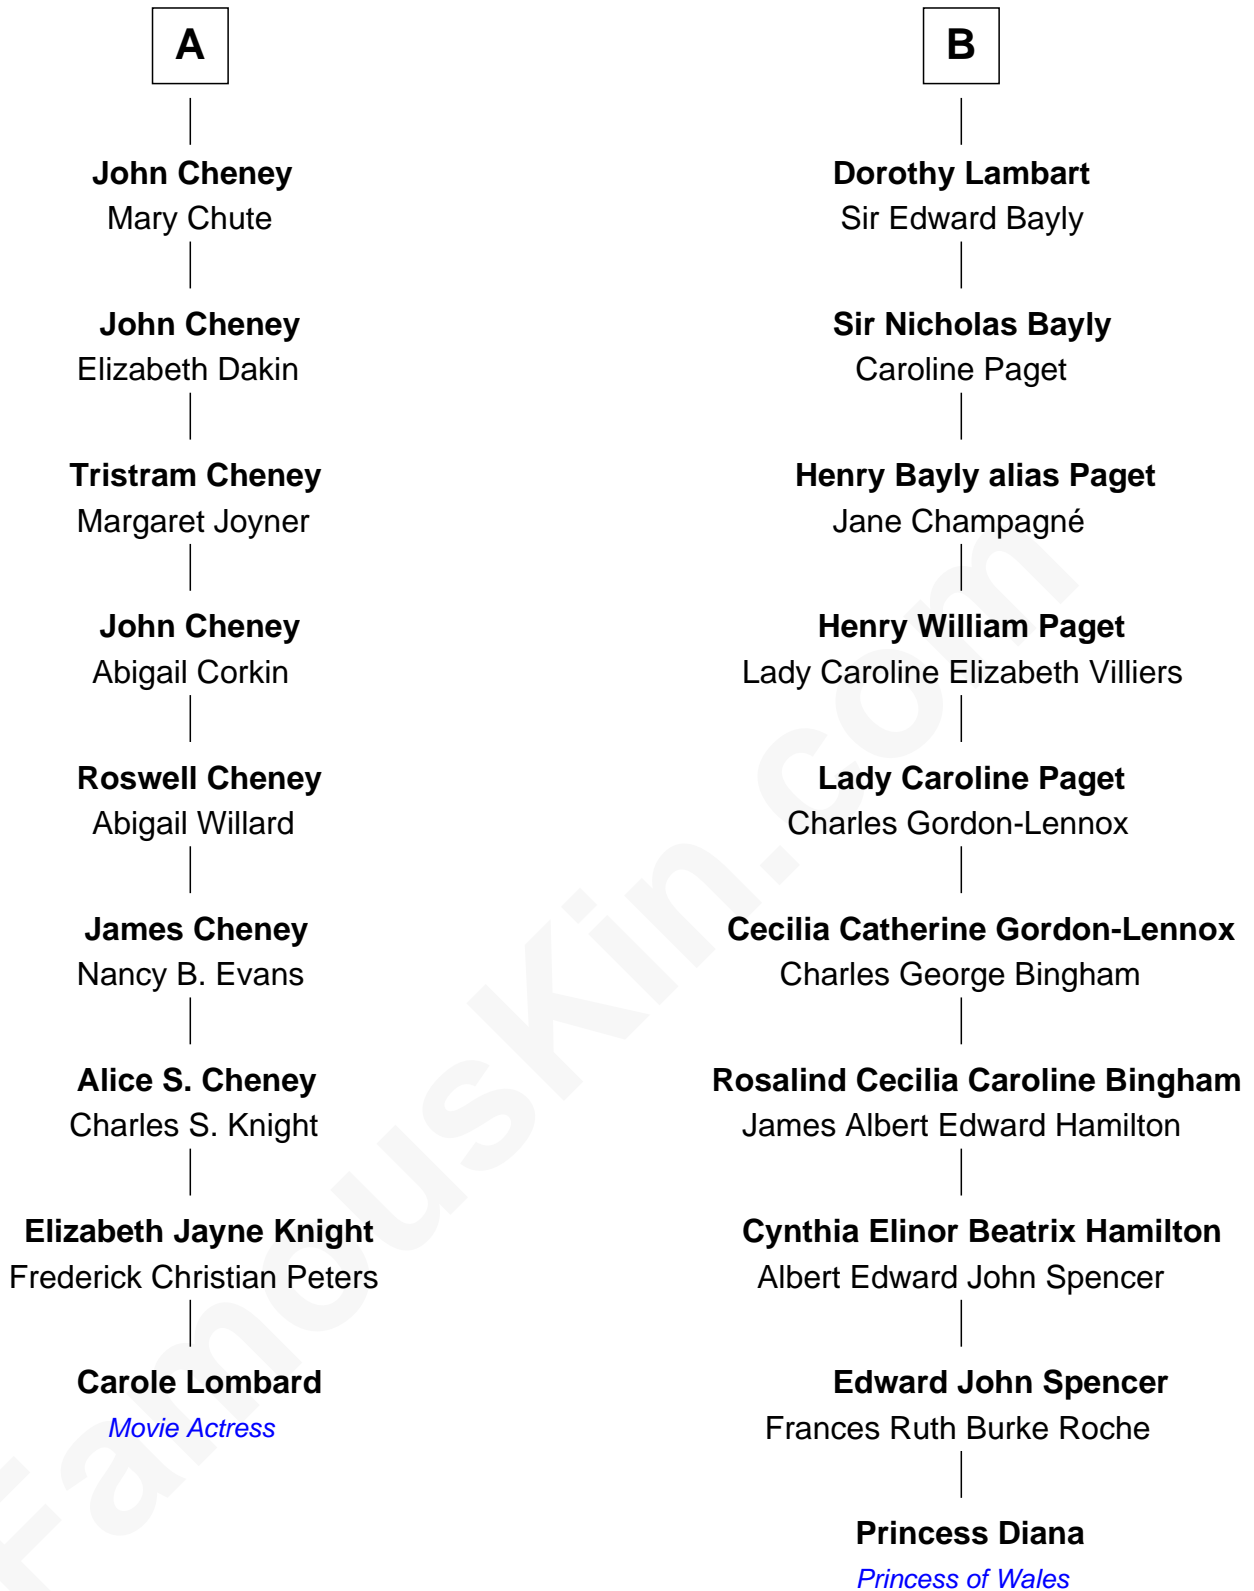 A
John Cheney
Mary Chute
John Cheney
Elizabeth Dakin
Tristram Cheney
Margaret Joyner
John Cheney
Abigail Corkin
Roswell Cheney
Abigail Willard
James Cheney
Nancy B. Evans
Alice S. Cheney
Charles S. Knight
Elizabeth Jayne Knight
Frederick Christian Peters
Carole Lombard
Movie Actress
B
Dorothy Lambart
Sir Edward Bayly
Sir Nicholas Bayly
Caroline Paget
Henry Bayly alias Paget
Jane Champagné
Henry William Paget
Lady Caroline Elizabeth Villiers
Lady Caroline Paget
Charles Gordon-Lennox
Cecilia Catherine Gordon-Lennox
Charles George Bingham
Rosalind Cecilia Caroline Bingham
James Albert Edward Hamilton
Cynthia Elinor Beatrix Hamilton
Albert Edward John Spencer
Edward John Spencer
Frances Ruth Burke Roche
Princess Diana
Princess of Wales
FamousKin.com